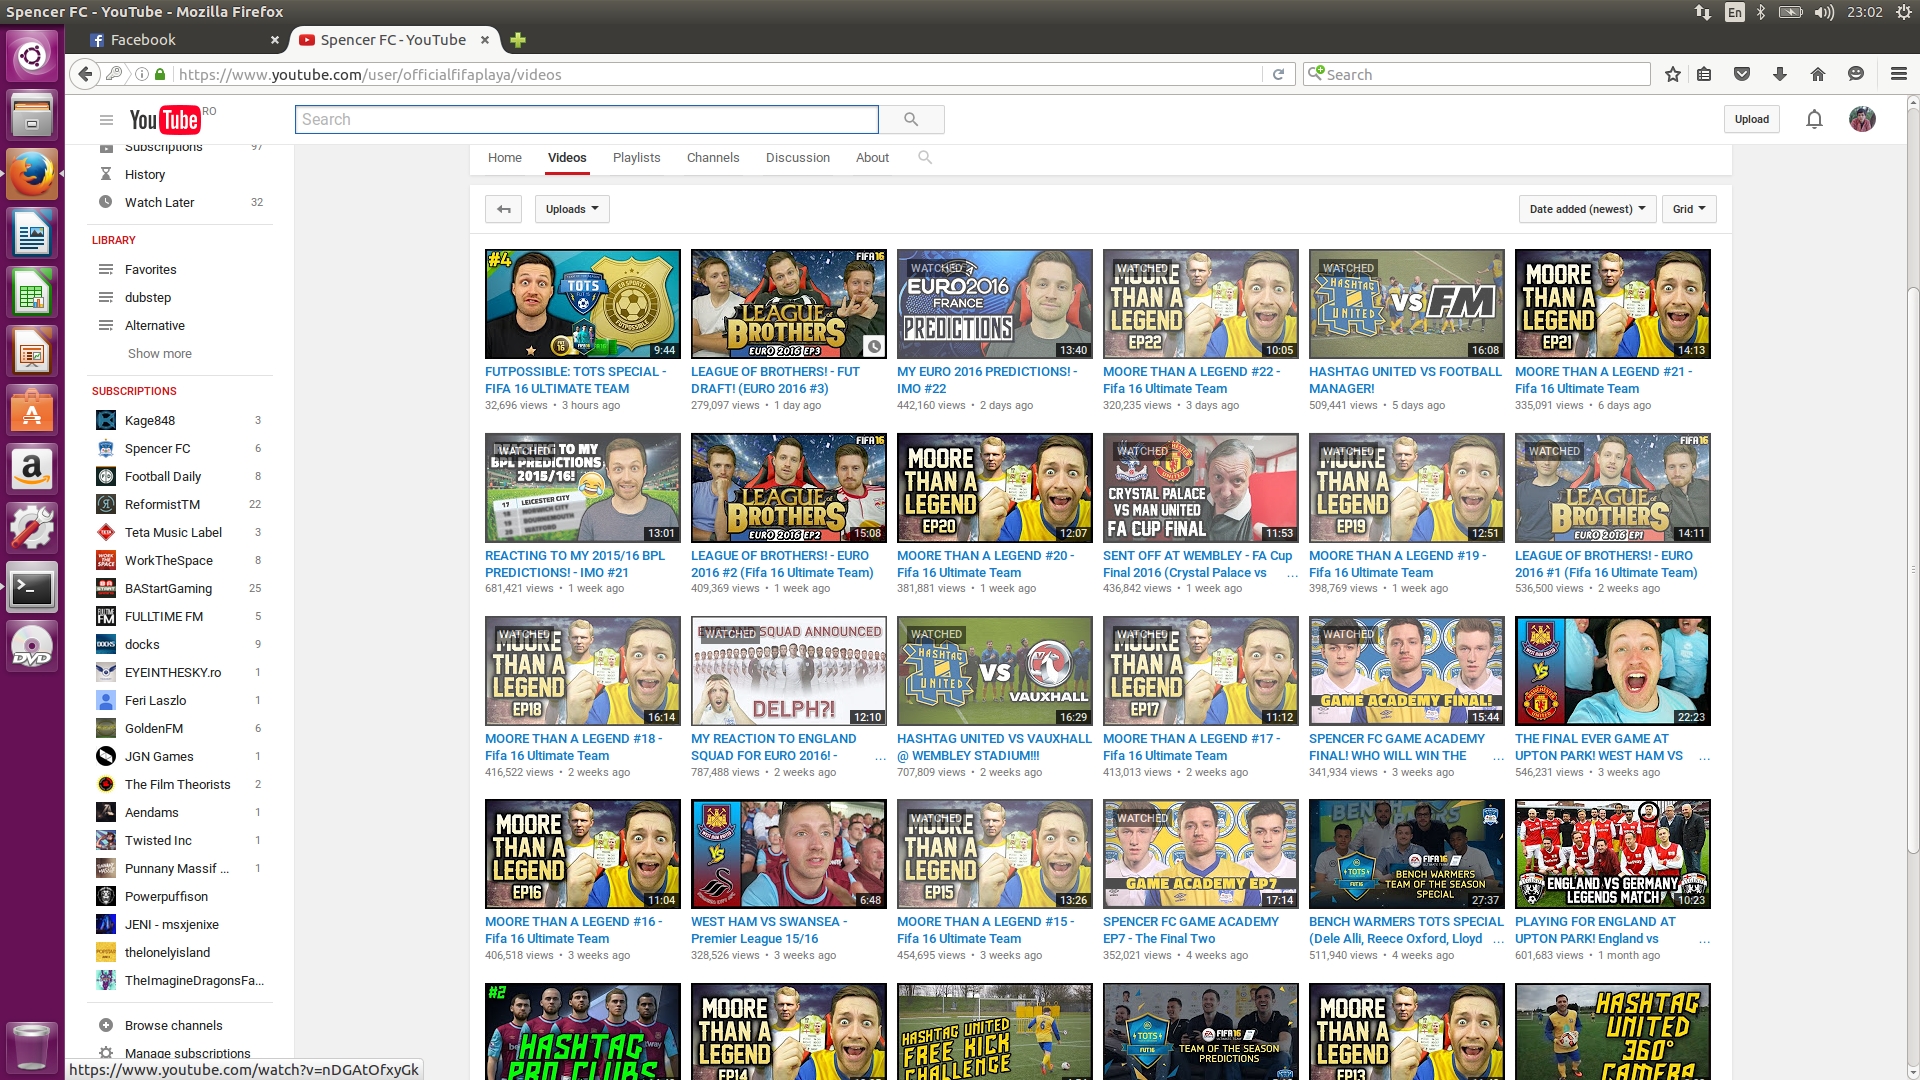 Spencer FC - YouTube - Mozilla Firefox
En
23:02
Facebook
Spencer FC - YouTube
https://www.youtube.com/user/officialfifaplaya/videos
Search
YouTube RO
Search
Upload
Subscriptions 97
History
Watch Later 32
LIBRARY
Favorites
dubstep
Alternative
Show more
SUBSCRIPTIONS
Kage848 3
Spencer FC 6
Football Daily 8
ReformistTM 22
Teta Music Label 3
WorkTheSpace 8
BAStartGaming 25
FULLTIME FM 5
docks 9
EYEINTHESKY.ro 1
Feri Laszlo 1
GoldenFM 6
JGN Games 1
The Film Theorists 2
Aendams 1
Twisted Inc 1
Punnany Massif ... 1
Powerpuffison
JENI - msxjenixe
thelonelyisland
TheImagineDragonsFa...
Browse channels
Manage subscriptions
https://www.youtube.com/watch?v=nDGAtOfxyGk
Home Videos Playlists Channels Discussion About
Uploads
Date added (newest) Grid
#4
TOTS
9:44
FUTPOSSIBLE: TOTS SPECIAL -
FIFA 16 ULTIMATE TEAM
32,696 views • 3 hours ago
FIFA 16
LEAGUE OF
BROTHERS
EURO 2016 EP3
LEAGUE OF BROTHERS! - FUT
DRAFT! (EURO 2016 #3)
279,097 views • 1 day ago
WATCHED
EURO2016
FRANCE
PREDICTIONS
13:40
MY EURO 2016 PREDICTIONS! -
IMO #22
442,160 views • 2 days ago
WATCHED
MOORE
THAN A
LEGEND
EP22
10:05
MOORE THAN A LEGEND #22 -
Fifa 16 Ultimate Team
320,235 views • 3 days ago
WATCHED
HASHTAG
UNITED
VS FM
16:08
HASHTAG UNITED VS FOOTBALL
MANAGER!
509,441 views • 5 days ago
MOORE
THAN A
LEGEND
EP21
14:13
MOORE THAN A LEGEND #21 -
Fifa 16 Ultimate Team
335,091 views • 6 days ago
WATCHED
REACTING TO MY
BPL PREDICTIONS
2015/16!
17 LEICESTER CITY
13:01
REACTING TO MY 2015/16 BPL
PREDICTIONS! - IMO #21
681,421 views • 1 week ago
FIFA 16
LEAGUE OF
BROTHERS
EURO 2016 EP2
15:08
LEAGUE OF BROTHERS! - EURO
2016 #2 (Fifa 16 Ultimate Team)
409,369 views • 1 week ago
MOORE
THAN A
LEGEND
EP20
12:07
MOORE THAN A LEGEND #20 -
Fifa 16 Ultimate Team
381,881 views • 1 week ago
WATCHED
CRYSTAL PALACE
VS MAN UNITED
FA CUP FINAL
11:53
SENT OFF AT WEMBLEY - FA Cup
Final 2016 (Crystal Palace vs ...
436,842 views • 1 week ago
WATCHED
MOORE
THAN A
LEGEND
EP19
12:51
MOORE THAN A LEGEND #19 -
Fifa 16 Ultimate Team
398,769 views • 1 week ago
WATCHED
FIFA 16
LEAGUE OF
BROTHERS
EURO 2016 EP1
14:11
LEAGUE OF BROTHERS! - EURO
2016 #1 (Fifa 16 Ultimate Team)
536,500 views • 2 weeks ago
WATCHED
MOORE
THAN A
LEGEND
EP18
16:14
MOORE THAN A LEGEND #18 -
Fifa 16 Ultimate Team
416,522 views • 2 weeks ago
WATCHED
ENGLAND SQUAD ANNOUNCED
DELPH?!
12:10
MY REACTION TO ENGLAND
SQUAD FOR EURO 2016! - ...
787,488 views • 2 weeks ago
WATCHED
HASHTAG
UNITED
VS
VAUXHALL
16:29
HASHTAG UNITED VS VAUXHALL
@ WEMBLEY STADIUM!!!
707,809 views • 2 weeks ago
WATCHED
MOORE
THAN A
LEGEND
EP17
11:12
MOORE THAN A LEGEND #17 -
Fifa 16 Ultimate Team
413,013 views • 2 weeks ago
WATCHED
GAME ACADEMY FINAL!
15:44
SPENCER FC GAME ACADEMY
FINAL! WHO WILL WIN THE ...
341,934 views • 3 weeks ago
VS
22:23
THE FINAL EVER GAME AT
UPTON PARK! WEST HAM VS ...
546,231 views • 3 weeks ago
MOORE
THAN A
LEGEND
EP16
11:04
MOORE THAN A LEGEND #16 -
Fifa 16 Ultimate Team
406,518 views • 3 weeks ago
VS
6:48
WEST HAM VS SWANSEA -
Premier League 15/16
328,526 views • 3 weeks ago
WATCHED
MOORE
THAN A
LEGEND
EP15
13:26
MOORE THAN A LEGEND #15 -
Fifa 16 Ultimate Team
454,695 views • 3 weeks ago
WATCHED
GAME ACADEMY EP7
17:14
SPENCER FC GAME ACADEMY
EP7 - The Final Two
352,021 views • 4 weeks ago
BENCH WARMERS
TOTS
FIFA 16
BENCH WARMERS
TEAM OF THE SEASON
SPECIAL
27:37
BENCH WARMERS TOTS SPECIAL
(Dele Alli, Reece Oxford, Lloyd ...
511,940 views • 4 weeks ago
ENGLAND VS GERMANY
LEGENDS MATCH
10:23
PLAYING FOR ENGLAND AT
UPTON PARK! England vs ...
601,683 views • 1 month ago
#2
HASHTAG
PRO CLUBS
MOORE
THAN A
LEGEND
EP14
HASHTAG UNITED
FREE KICK
CHALLENGE
TOTS
FIFA 16
TEAM OF THE SEASON
PREDICTIONS
MOORE
THAN A
LEGEND
EP13
HASHTAG
UNITED
360°
CAMERA